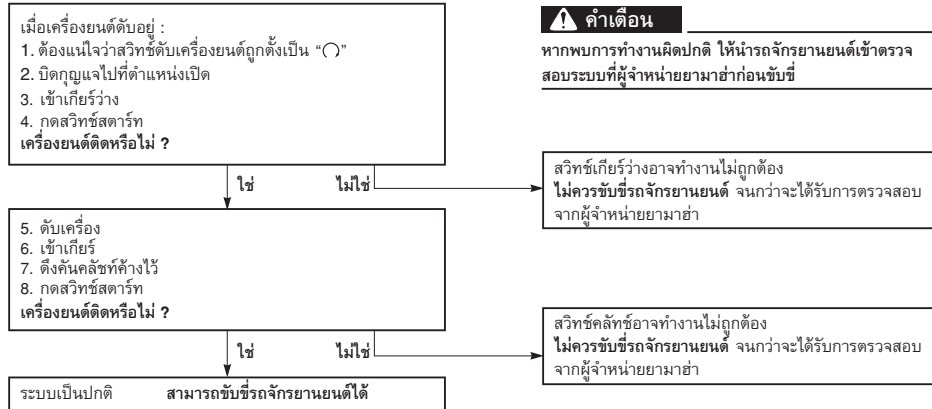 เมื่อเครื่องยนต์ดับอยู่ :
1. ต้องแน่ใจว่าสวิทช์ดับเครื่องยนต์ถูกตั้งเป็น “○”
2. บิดกุญแจไปที่ตำแหน่งเปิด
3. เข้าเกียร์ว่าง
4. กดสวิทช์สตาร์ท
เครื่องยนต์ติดหรือไม่ ?
คำเตือน
หากพบการทำงานผิดปกติ ให้นำรถจักรยานยนต์เข้าตรวจ
สอบระบบที่ผู้จำหน่ายยามาฮ่าก่อนขับขี่
ใช่ ไม่ใช่
สวิทช์เกียร์ว่างอาจทำงานไม่ถูกต้อง
ไม่ควรขับขี่รถจักรยานยนต์ จนกว่าจะได้รับการตรวจสอบ
จากผู้จำหน่ายยามาฮ่า
5. ดับเครื่อง
6. เข้าเกียร์
7. ดึงคันคลัชท์ค้างไว้
8. กดสวิทช์สตาร์ท
เครื่องยนต์ติดหรือไม่ ?
ใช่ ไม่ใช่
สวิทช์คลัทช์อาจทำงานไม่ถูกต้อง
ไม่ควรขับขี่รถจักรยานยนต์ จนกว่าจะได้รับการตรวจสอบ
จากผู้จำหน่ายยามาฮ่า
ระบบเป็นปกติ สามารถขับขี่รถจักรยานยนต์ได้